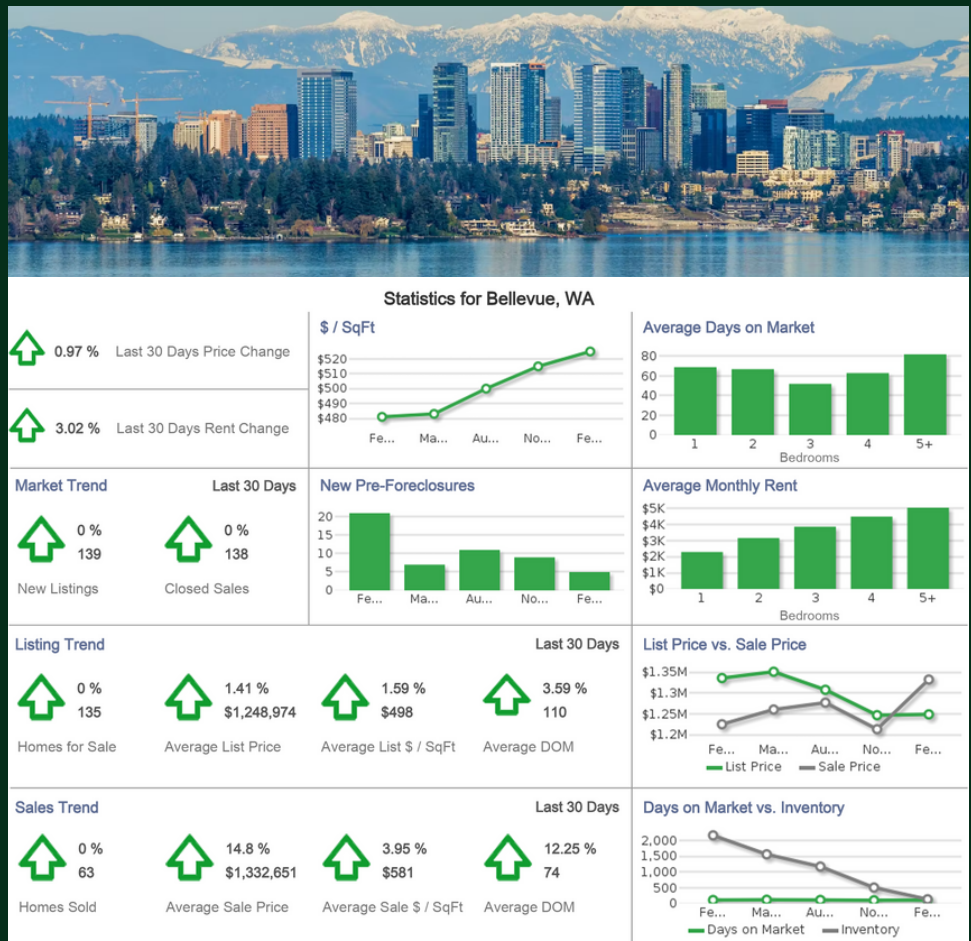 Statistics for Bellevue, WA
0.97 % Last 30 Days Price Change
3.02 % Last 30 Days Rent Change
$ / SqFt
$520
$510
$500
$490
$480
Fe... Ma... Au... No... Fe...
Average Days on Market
80
60
40
20
0
1 2 3 4 5+
Bedrooms
Market Trend Last 30 Days
0 % 0 %
139 138
New Listings Closed Sales
New Pre-Foreclosures
20
15
10
5
0
Fe... Ma... Au... No... Fe...
Average Monthly Rent
$5K
$4K
$3K
$2K
$1K
$0
1 2 3 4 5+
Bedrooms
Listing Trend Last 30 Days
0 % 1.41 % 1.59 % 3.59 %
135 $1,248,974 $498 110
Homes for Sale Average List Price Average List $ / SqFt Average DOM
List Price vs. Sale Price
$1.35M
$1.3M
$1.25M
$1.2M
Fe... Ma... Au... No... Fe...
List Price Sale Price
Sales Trend Last 30 Days
0 % 14.8 % 3.95 % 12.25 %
63 $1,332,651 $581 74
Homes Sold Average Sale Price Average Sale $ / SqFt Average DOM
Days on Market vs. Inventory
2,000
1,500
1,000
500
0
Fe... Ma... Au... No... Fe...
Days on Market Inventory